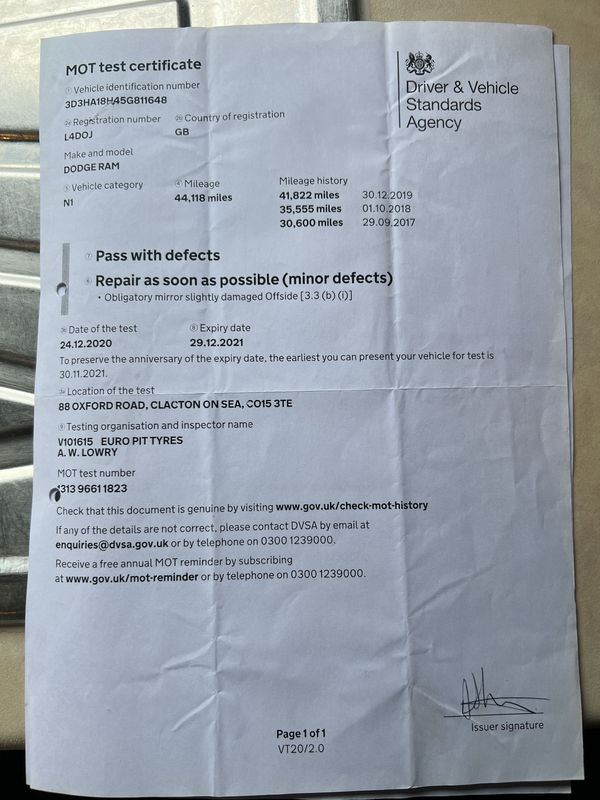 MOT test certificate
Driver & Vehicle
Standards
Agency
① Vehicle identification number
3D3HA18H45G811648
Registration number
Country of registration
L4DOJ
GB
Make and model
DODGE RAM
⑤ Vehicle category
④ Mileage
Mileage history
N1
44,118 miles
41,822 miles 30.12.2019
35,555 miles 01.10.2018
30,600 miles 29.09.2017
⑦ Pass with defects
⑥ Repair as soon as possible (minor defects)
• Obligatory mirror slightly damaged Offside [3.3 (b) (i)]
Date of the test
⑧ Expiry date
24.12.2020
29.12.2021
To preserve the anniversary of the expiry date, the earliest you can present your vehicle for test is
30.11.2021.
Location of the test
88 OXFORD ROAD, CLACTON ON SEA, CO15 3TE
⑨ Testing organisation and inspector name
V101615 EURO PIT TYRES
A. W. LOWRY
MOT test number
1313 9661 1823
Check that this document is genuine by visiting www.gov.uk/check-mot-history
If any of the details are not correct, please contact DVSA by email at
enquiries@dvsa.gov.uk or by telephone on 0300 1239000.
Receive a free annual MOT reminder by subscribing
at www.gov.uk/mot-reminder or by telephone on 0300 1239000.
Issuer signature
Page 1 of 1
VT20/2.0